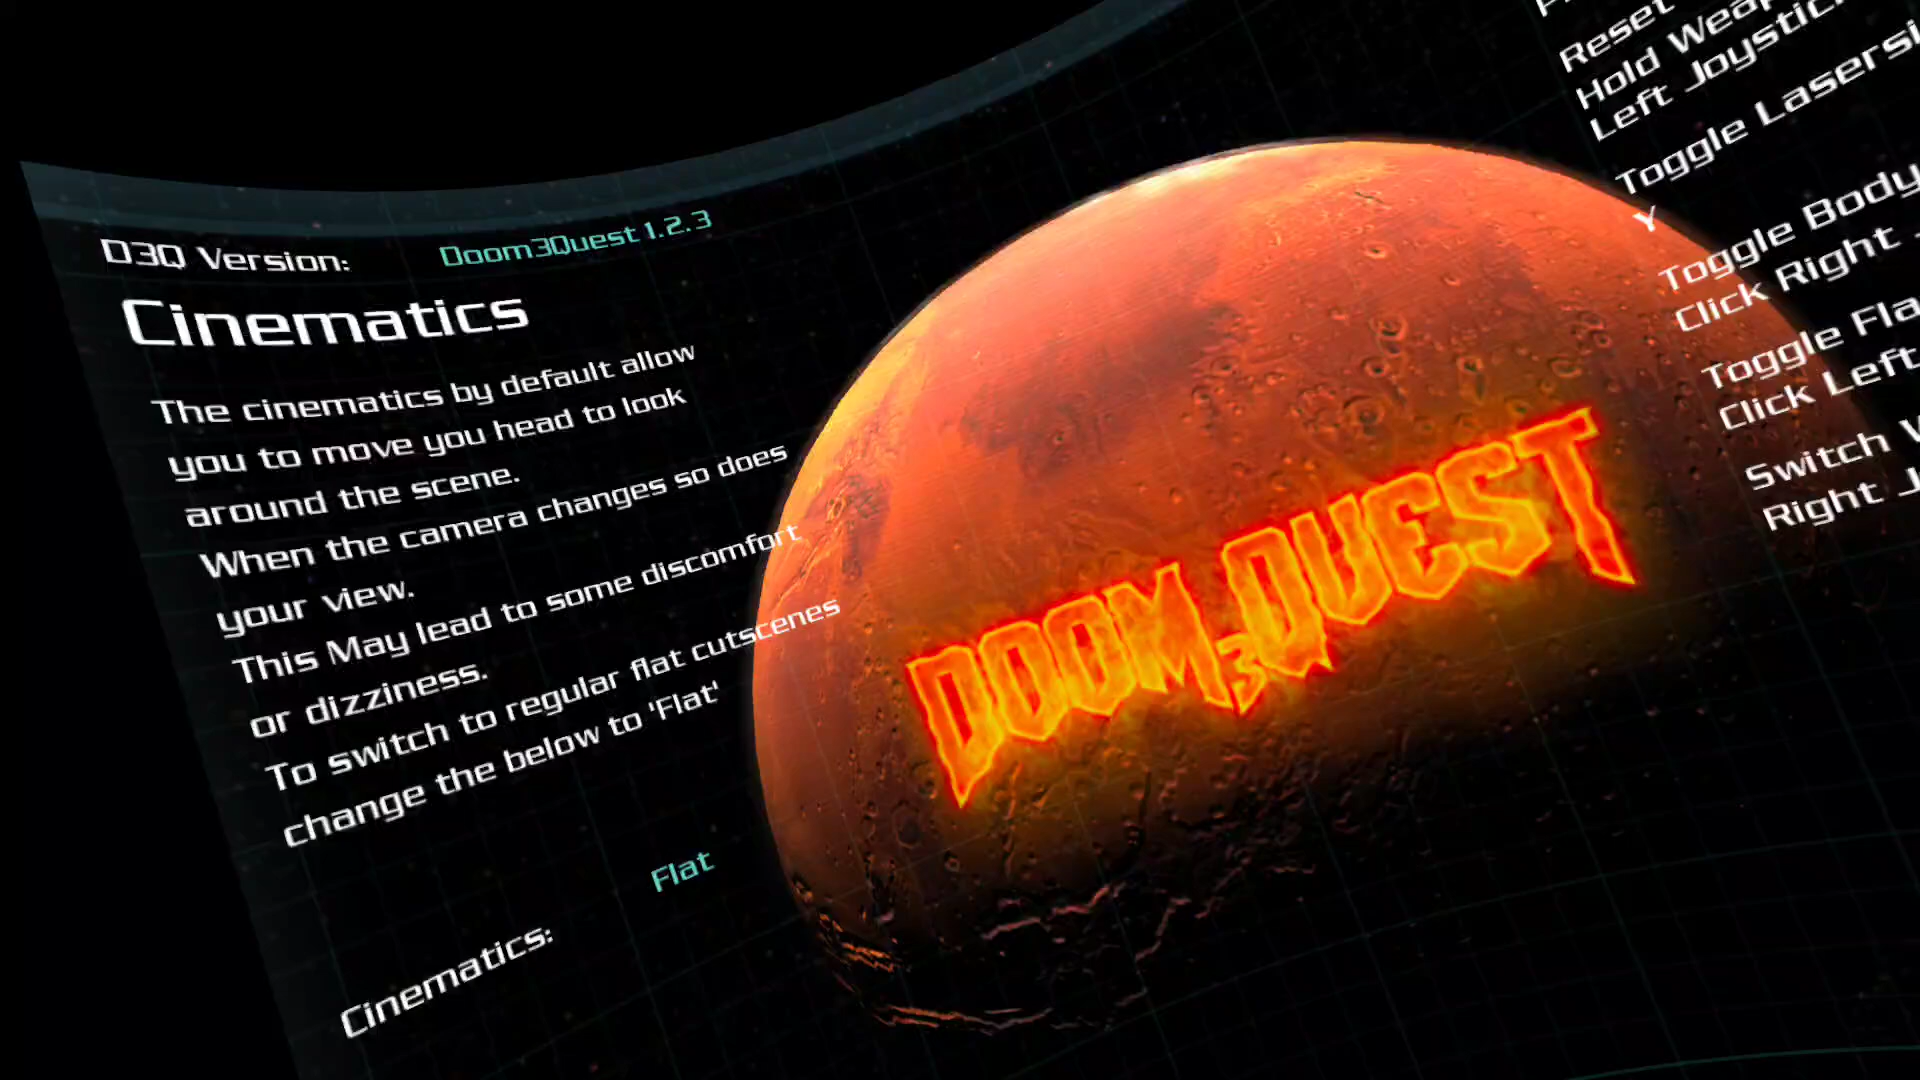 D3Q Version: Doom3Quest 1.2.3
Cinematics
The cinematics by default allow
you to move you head to look
around the scene.
When the camera changes so does
your view.
This May lead to some discomfort
or dizziness.
To switch to regular flat cutscenes
change the below to 'Flat'
Cinematics: Flat
DOOM3QUEST
Reset
Hold
Left Joystick
Toggle
Y
Toggle Body
Click Right
Toggle
Click Left
Switch
Right